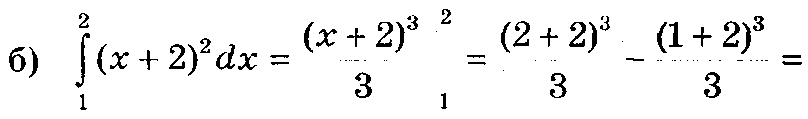 б) ∫₁² (x + 2)² dx = (x + 2)³/3 |₁² = (2 + 2)³/3 − (1 + 2)³/3 =